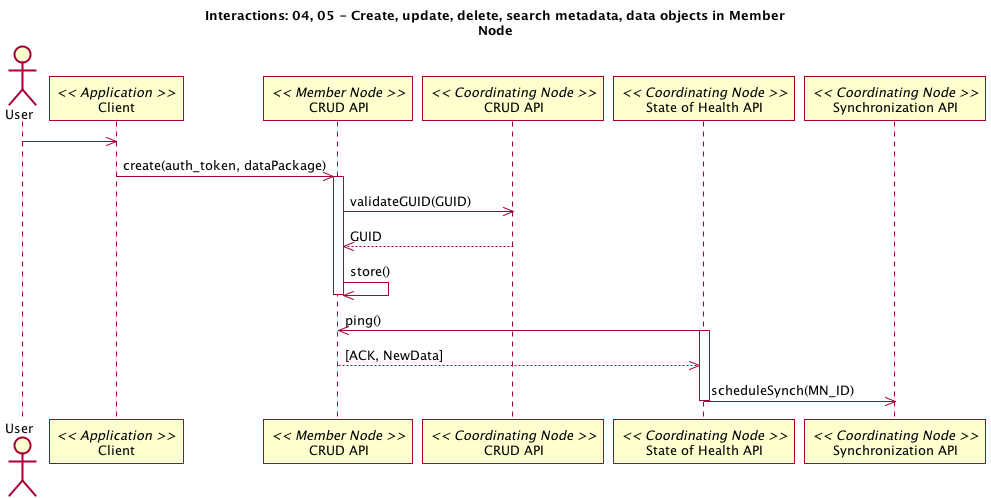 Interactions: 04, 05 – Create, update, delete, search metadata, data objects in Member
Node
User
<< Application >>
Client
<< Member Node >>
CRUD API
<< Coordinating Node >>
CRUD API
<< Coordinating Node >>
State of Health API
<< Coordinating Node >>
Synchronization API
create(auth_token, dataPackage)
validateGUID(GUID)
GUID
store()
ping()
[ACK, NewData]
scheduleSynch(MN_ID)
User
<< Application >>
Client
<< Member Node >>
CRUD API
<< Coordinating Node >>
CRUD API
<< Coordinating Node >>
State of Health API
<< Coordinating Node >>
Synchronization API